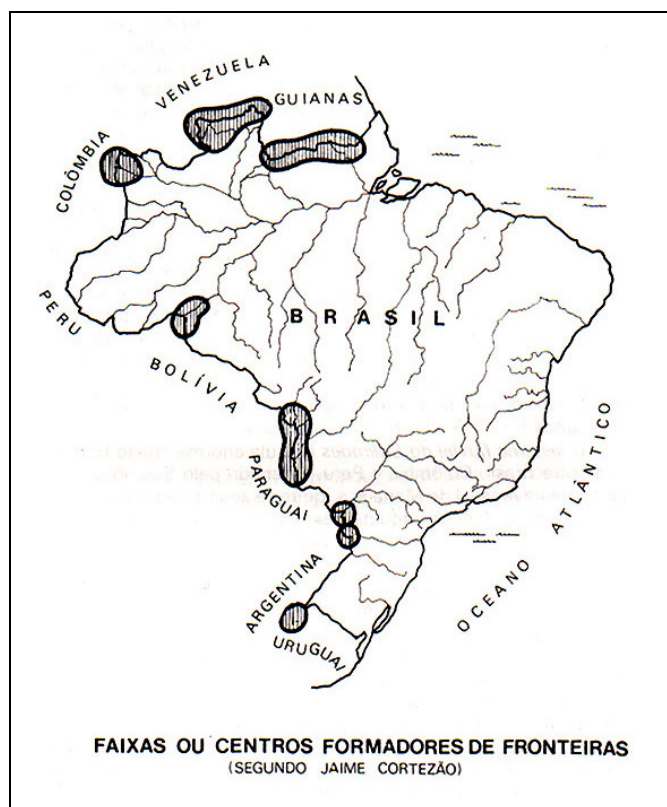 VENEZUELA
GUIANAS
COLÔMBIA
PERU
BRASIL
BOLÍVIA
PARAGUAI
ARGENTINA
URUGUAI
OCEANO ATLÂNTICO
FAIXAS OU CENTROS FORMADORES DE FRONTEIRAS
(SEGUNDO JAIME CORTEZÃO)